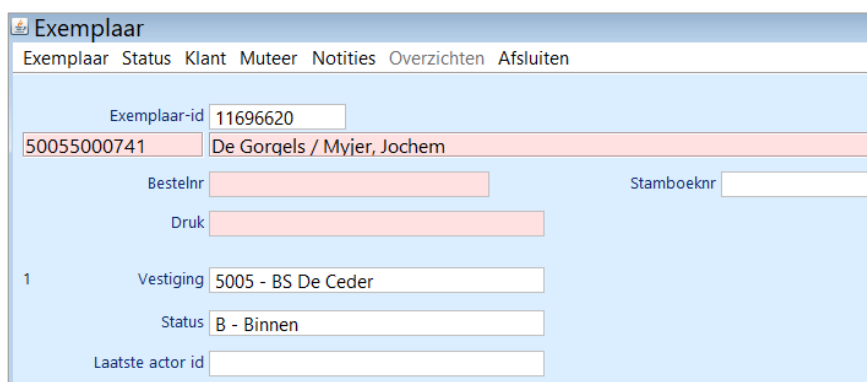 Exemplaar
Exemplaar Status Klant Muteer Notities Overzichten Afsluiten
Exemplaar-id 11696620
50055000741 De Gorgels / Myjer, Jochem
Bestelnr Stamboeknr
Druk
1 Vestiging 5005 - BS De Ceder
Status B - Binnen
Laatste actor id